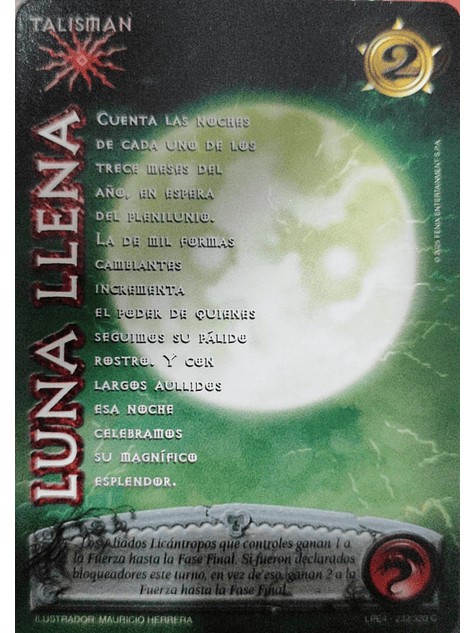 TALISMAN
2
LUNA LLENA
CUENTA LAS NOCHES
DE CADA UNO DE LOS
TRECE MESES DEL
AÑO, EN ESPERA
DEL PLENILUNIO.
LA DE MIL FORMAS
CAMBIANTES
INCREMENTA
EL PODER DE QUIENES
SEGUIMOS SU PÁLIDO
ROSTRO. Y CON
LARGOS AULLIDOS
ESA NOCHE
CELEBRAMOS
SU MAGNÍFICO
ESPLENDOR.
© 2005 FENIX ENTERTAINMENT S.P.A.
Los Aliados Licántropos que controles ganan 1 a
la Fuerza hasta la Fase Final. Si fueron declarados
bloqueadores este turno, en vez de eso, ganan 2 a la
Fuerza hasta la Fase Final.
ILUSTRADOR: MAURICIO HERRERA